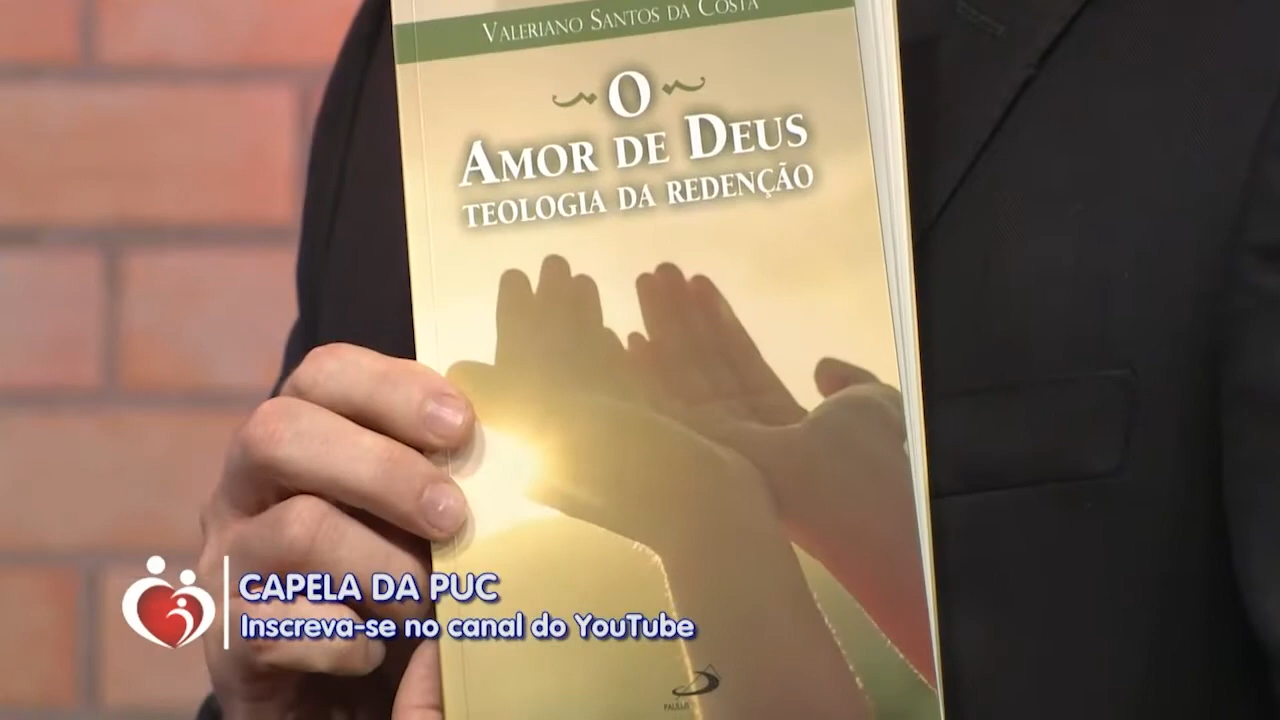 VALERIANO SANTOS DA COSTA
O
AMOR DE DEUS
TEOLOGIA DA REDENÇÃO
CAPELA DA PUC
Inscreva-se no canal do YouTube
PAULUS